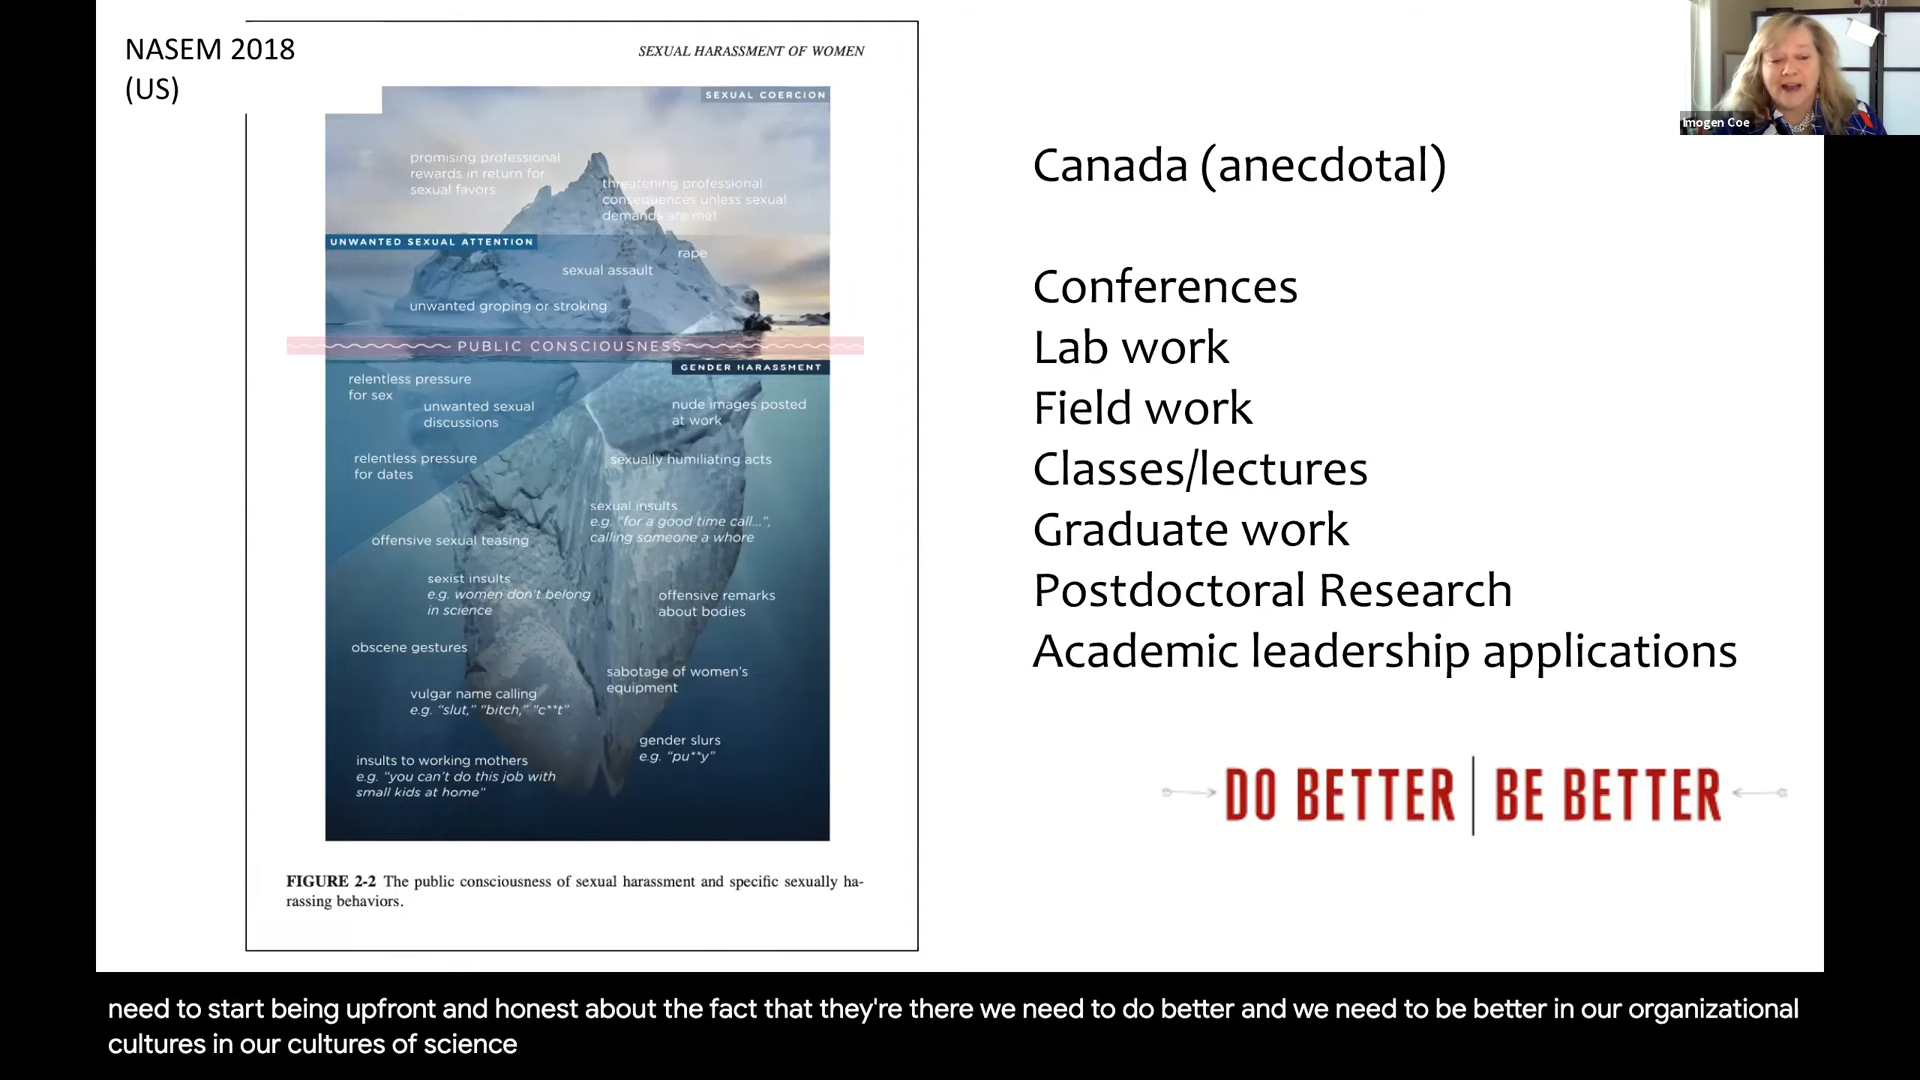 NASEM 2018
(US)
SEXUAL HARASSMENT OF WOMEN
SEXUAL COERCION
promising professional
rewards in return for
sexual favors
threatening professional
consequences unless sexual
demands are met
UNWANTED SEXUAL ATTENTION
rape
sexual assault
unwanted groping or stroking
PUBLIC CONSCIOUSNESS
GENDER HARASSMENT
relentless pressure
for sex
unwanted sexual
discussions
nude images posted
at work
relentless pressure
for dates
sexually humiliating acts
sexual insults
e.g. “for a good time call...”,
calling someone a whore
offensive sexual teasing
sexist insults
e.g. women don’t belong
in science
offensive remarks
about bodies
obscene gestures
sabotage of women’s
equipment
vulgar name calling
e.g. “slut,” “bitch,” “c**t”
gender slurs
e.g. “pu**y”
insults to working mothers
e.g. “you can’t do this job with
small kids at home”
FIGURE 2-2 The public consciousness of sexual harassment and specific sexually ha-
rassing behaviors.
Canada (anecdotal)
Conferences
Lab work
Field work
Classes/lectures
Graduate work
Postdoctoral Research
Academic leadership applications
DO BETTER | BE BETTER
Imogen Coe
need to start being upfront and honest about the fact that they're there we need to do better and we need to be better in our organizational
cultures in our cultures of science